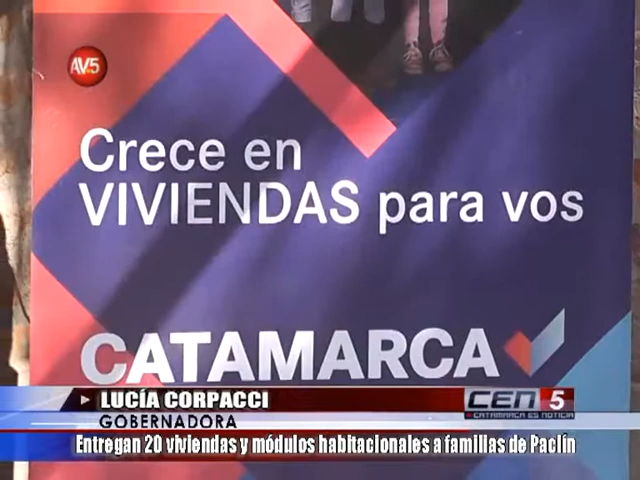 AV5
Crece en
VIVIENDAS para vos
CATAMARCA
LUCÍA CORPACCI
CEN 5
CATAMARCA ES NOTICIA
GOBERNADORA
Entregan 20 viviendas y módulos habitacionales a familias de Paclín